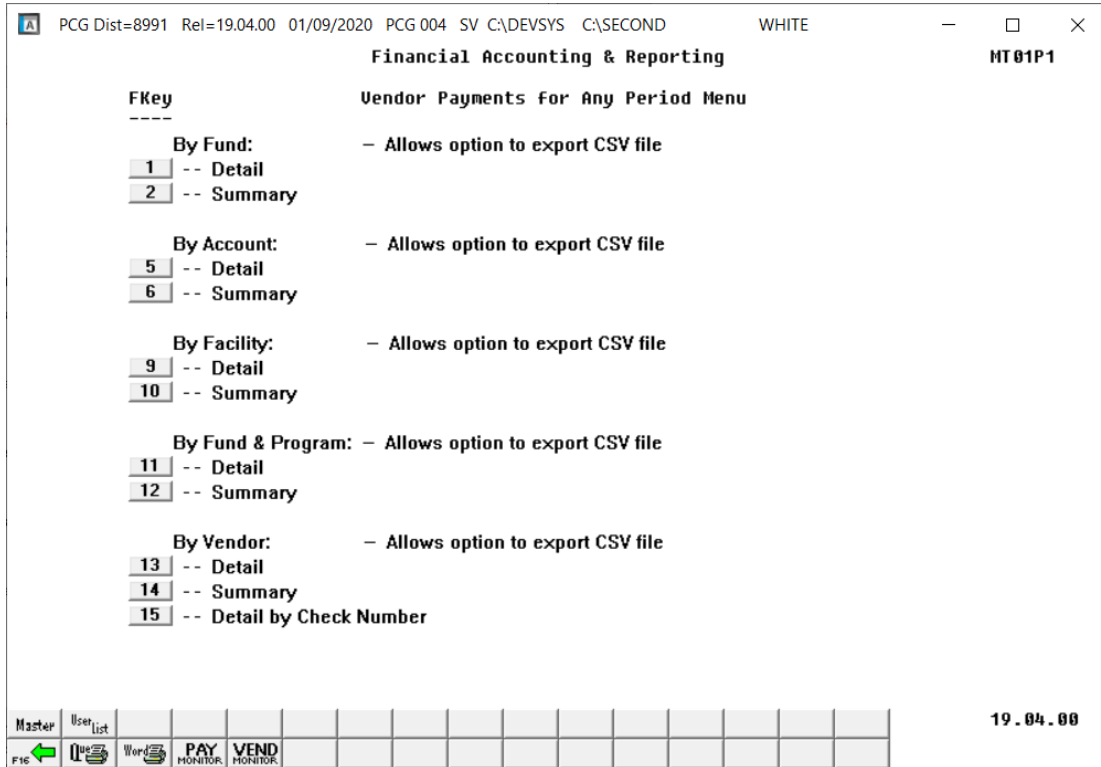 A PCG Dist=8991 Rel=19.04.00 01/09/2020 PCG 004 SV C:\DEVSYS C:\SECOND WHITE
Financial Accounting & Reporting MT01P1
FKey Vendor Payments for Any Period Menu
----
By Fund: – Allows option to export CSV file
1 -- Detail
2 -- Summary
By Account: – Allows option to export CSV file
5 -- Detail
6 -- Summary
By Facility: – Allows option to export CSV file
9 -- Detail
10 -- Summary
By Fund & Program: – Allows option to export CSV file
11 -- Detail
12 -- Summary
By Vendor: – Allows option to export CSV file
13 -- Detail
14 -- Summary
15 -- Detail by Check Number
Master User List 19.04.00
F16 Que Word PAY MONITOR VEND MONITOR